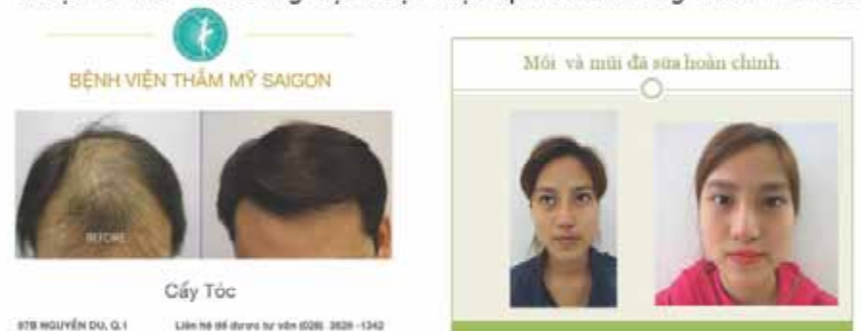 BỆNH VIỆN THẨM MỸ SAIGON
BEFORE
Cấy Tóc
97B NGUYỄN DU, Q.1
Liên hệ để được tư vấn (028) 3829 -1342
Môi và mũi đã sửa hoàn chỉnh